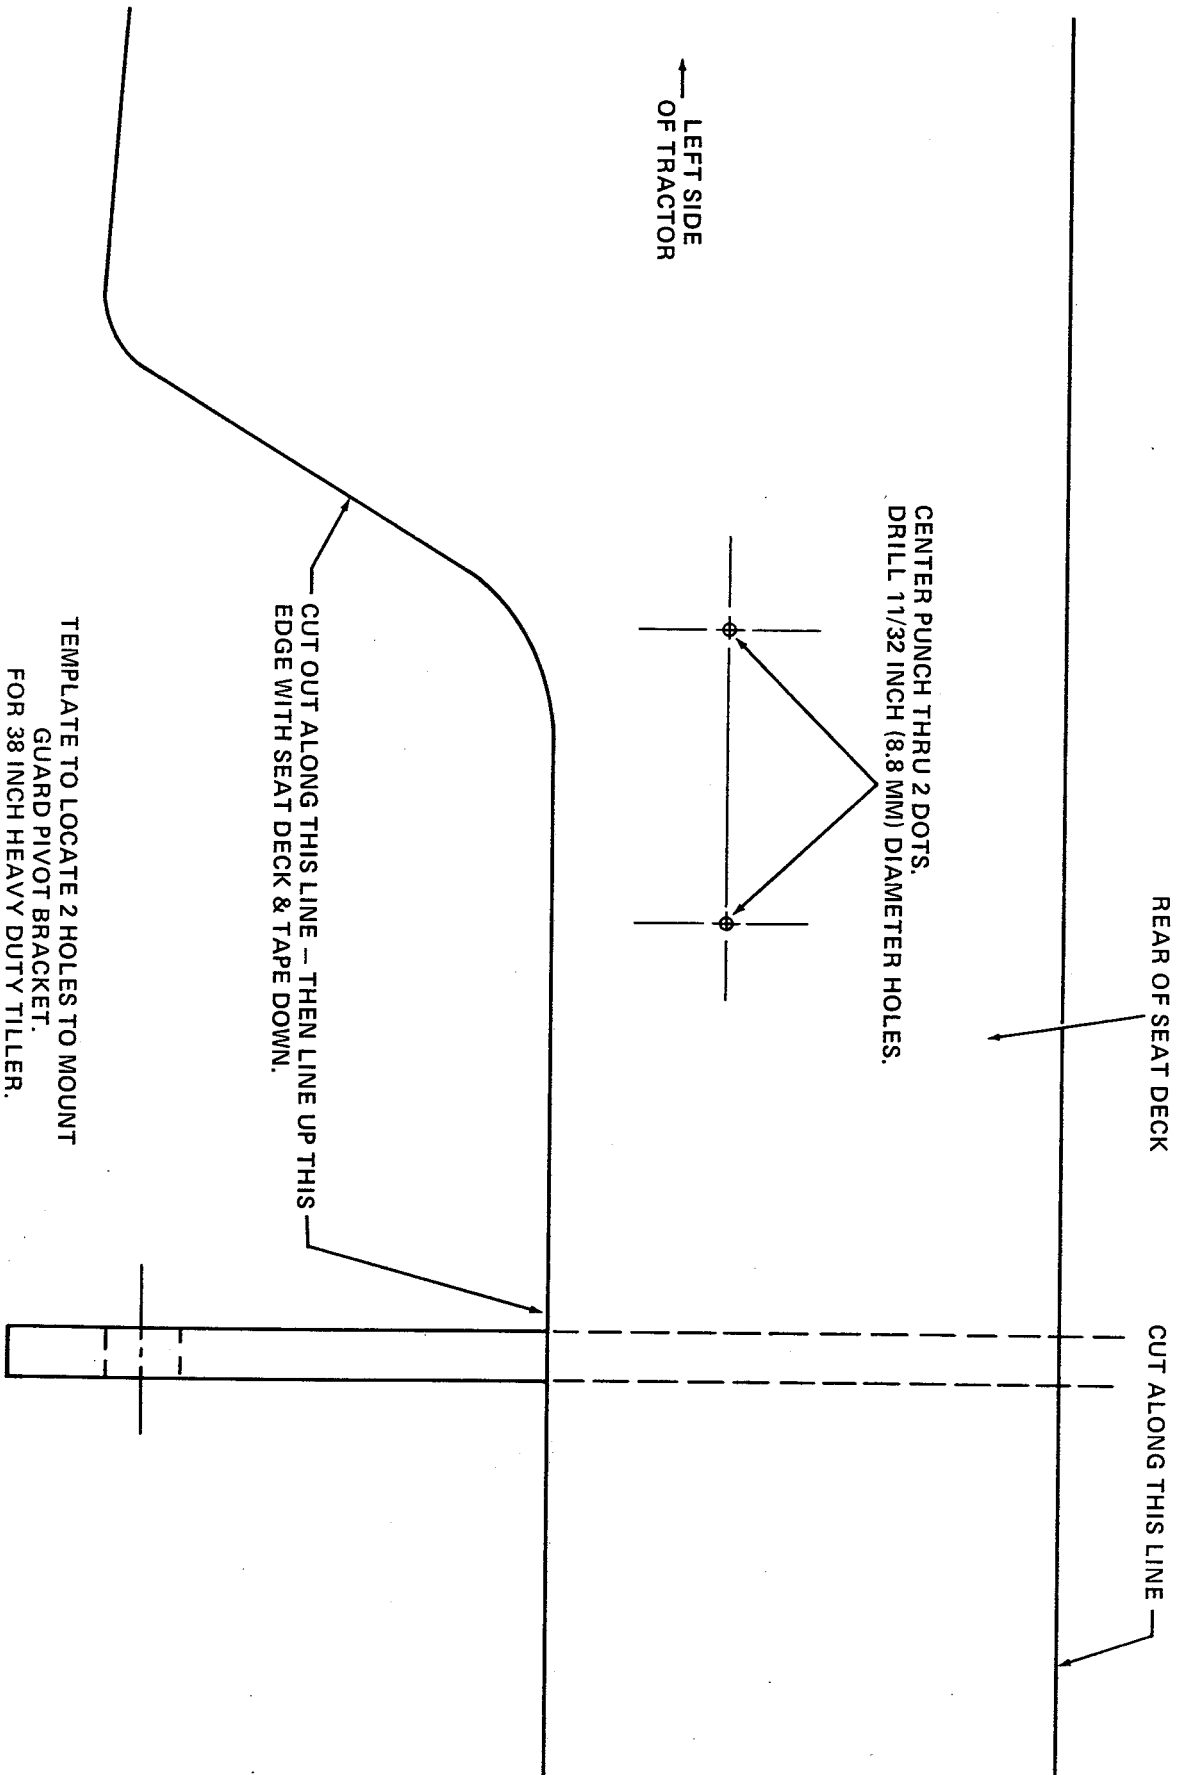 REAR OF SEAT DECK
CUT ALONG THIS LINE
CENTER PUNCH THRU 2 DOTS.
DRILL 11/32 INCH (8.8 MM) DIAMETER HOLES.
LEFT SIDE
OF TRACTOR
CUT OUT ALONG THIS LINE – THEN LINE UP THIS
EDGE WITH SEAT DECK & TAPE DOWN.
TEMPLATE TO LOCATE 2 HOLES TO MOUNT
GUARD PIVOT BRACKET.
FOR 38 INCH HEAVY DUTY TILLER.